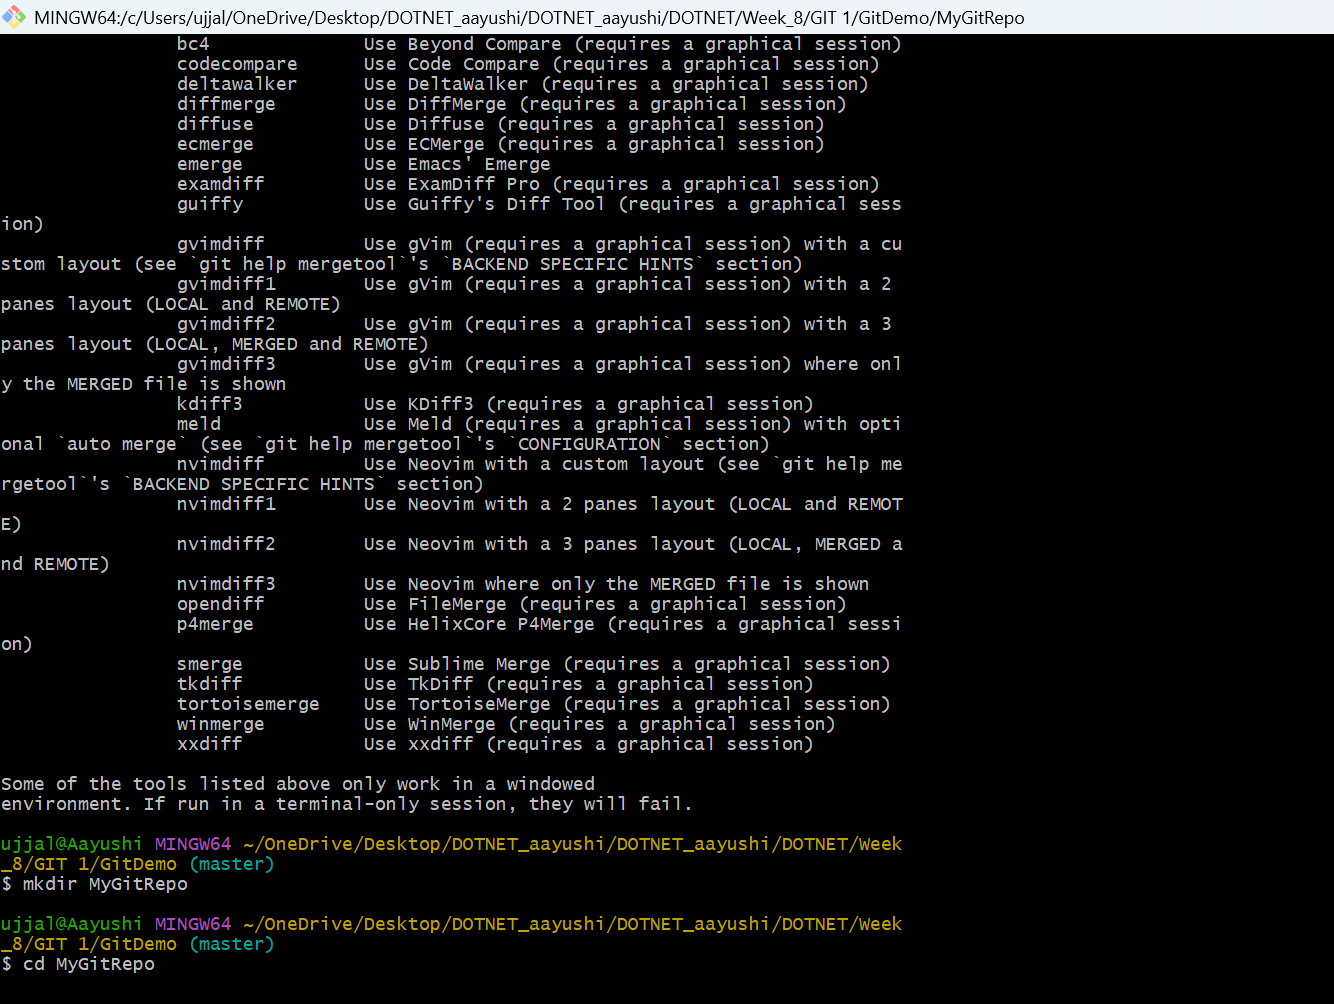 MINGW64:/c/Users/ujjal/OneDrive/Desktop/DOTNET_aayushi/DOTNET_aayushi/DOTNET/Week_8/GIT 1/GitDemo/MyGitRepo
bc4 Use Beyond Compare (requires a graphical session)
codecompare Use Code Compare (requires a graphical session)
deltawalker Use DeltaWalker (requires a graphical session)
diffmerge Use DiffMerge (requires a graphical session)
diffuse Use Diffuse (requires a graphical session)
ecmerge Use ECMerge (requires a graphical session)
emerge Use Emacs' Emerge
examdiff Use ExamDiff Pro (requires a graphical session)
guiffy Use Guiffy's Diff Tool (requires a graphical sess
ion)
gvimdiff Use gVim (requires a graphical session) with a cu
stom layout (see `git help mergetool`'s `BACKEND SPECIFIC HINTS` section)
gvimdiff1 Use gVim (requires a graphical session) with a 2
panes layout (LOCAL and REMOTE)
gvimdiff2 Use gVim (requires a graphical session) with a 3
panes layout (LOCAL, MERGED and REMOTE)
gvimdiff3 Use gVim (requires a graphical session) where onl
y the MERGED file is shown
kdiff3 Use KDiff3 (requires a graphical session)
meld Use Meld (requires a graphical session) with opti
onal `auto merge` (see `git help mergetool`'s `CONFIGURATION` section)
nvimdiff Use Neovim with a custom layout (see `git help me
rgetool`'s `BACKEND SPECIFIC HINTS` section)
nvimdiff1 Use Neovim with a 2 panes layout (LOCAL and REMOT
E)
nvimdiff2 Use Neovim with a 3 panes layout (LOCAL, MERGED a
nd REMOTE)
nvimdiff3 Use Neovim where only the MERGED file is shown
opendiff Use FileMerge (requires a graphical session)
p4merge Use HelixCore P4Merge (requires a graphical sessi
on)
smerge Use Sublime Merge (requires a graphical session)
tkdiff Use TkDiff (requires a graphical session)
tortoisemerge Use TortoiseMerge (requires a graphical session)
winmerge Use WinMerge (requires a graphical session)
xxdiff Use xxdiff (requires a graphical session)
Some of the tools listed above only work in a windowed
environment. If run in a terminal-only session, they will fail.
ujjal@Aayushi MINGW64 ~/OneDrive/Desktop/DOTNET_aayushi/DOTNET_aayushi/DOTNET/Week
_8/GIT 1/GitDemo (master)
$ mkdir MyGitRepo
ujjal@Aayushi MINGW64 ~/OneDrive/Desktop/DOTNET_aayushi/DOTNET_aayushi/DOTNET/Week
_8/GIT 1/GitDemo (master)
$ cd MyGitRepo